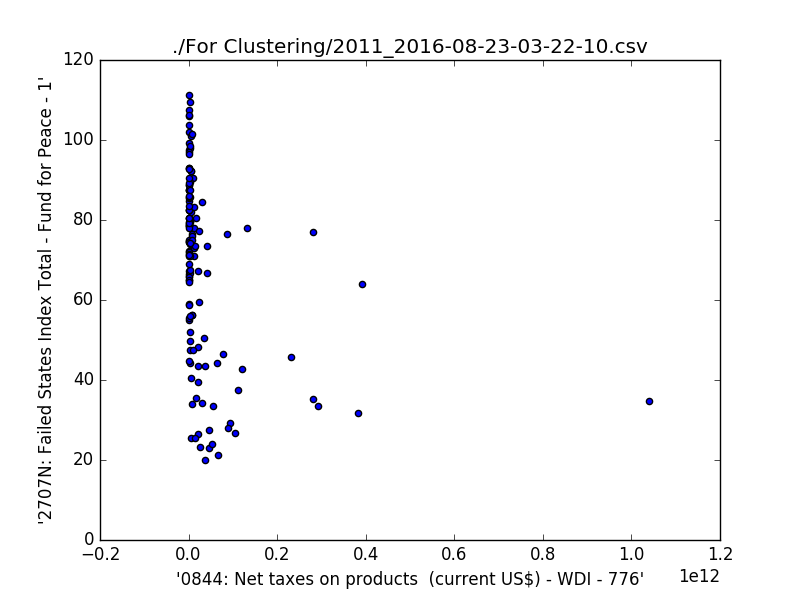 ./For Clustering/2011_2016-08-23-03-22-10.csv
120
100
80
60
40
20
0
'2707N: Failed States Index Total - Fund for Peace - 1'
−0.2 0.0 0.2 0.4 0.6 0.8 1.0 1.2
1e12
'0844: Net taxes on products  (current US$) - WDI - 776'